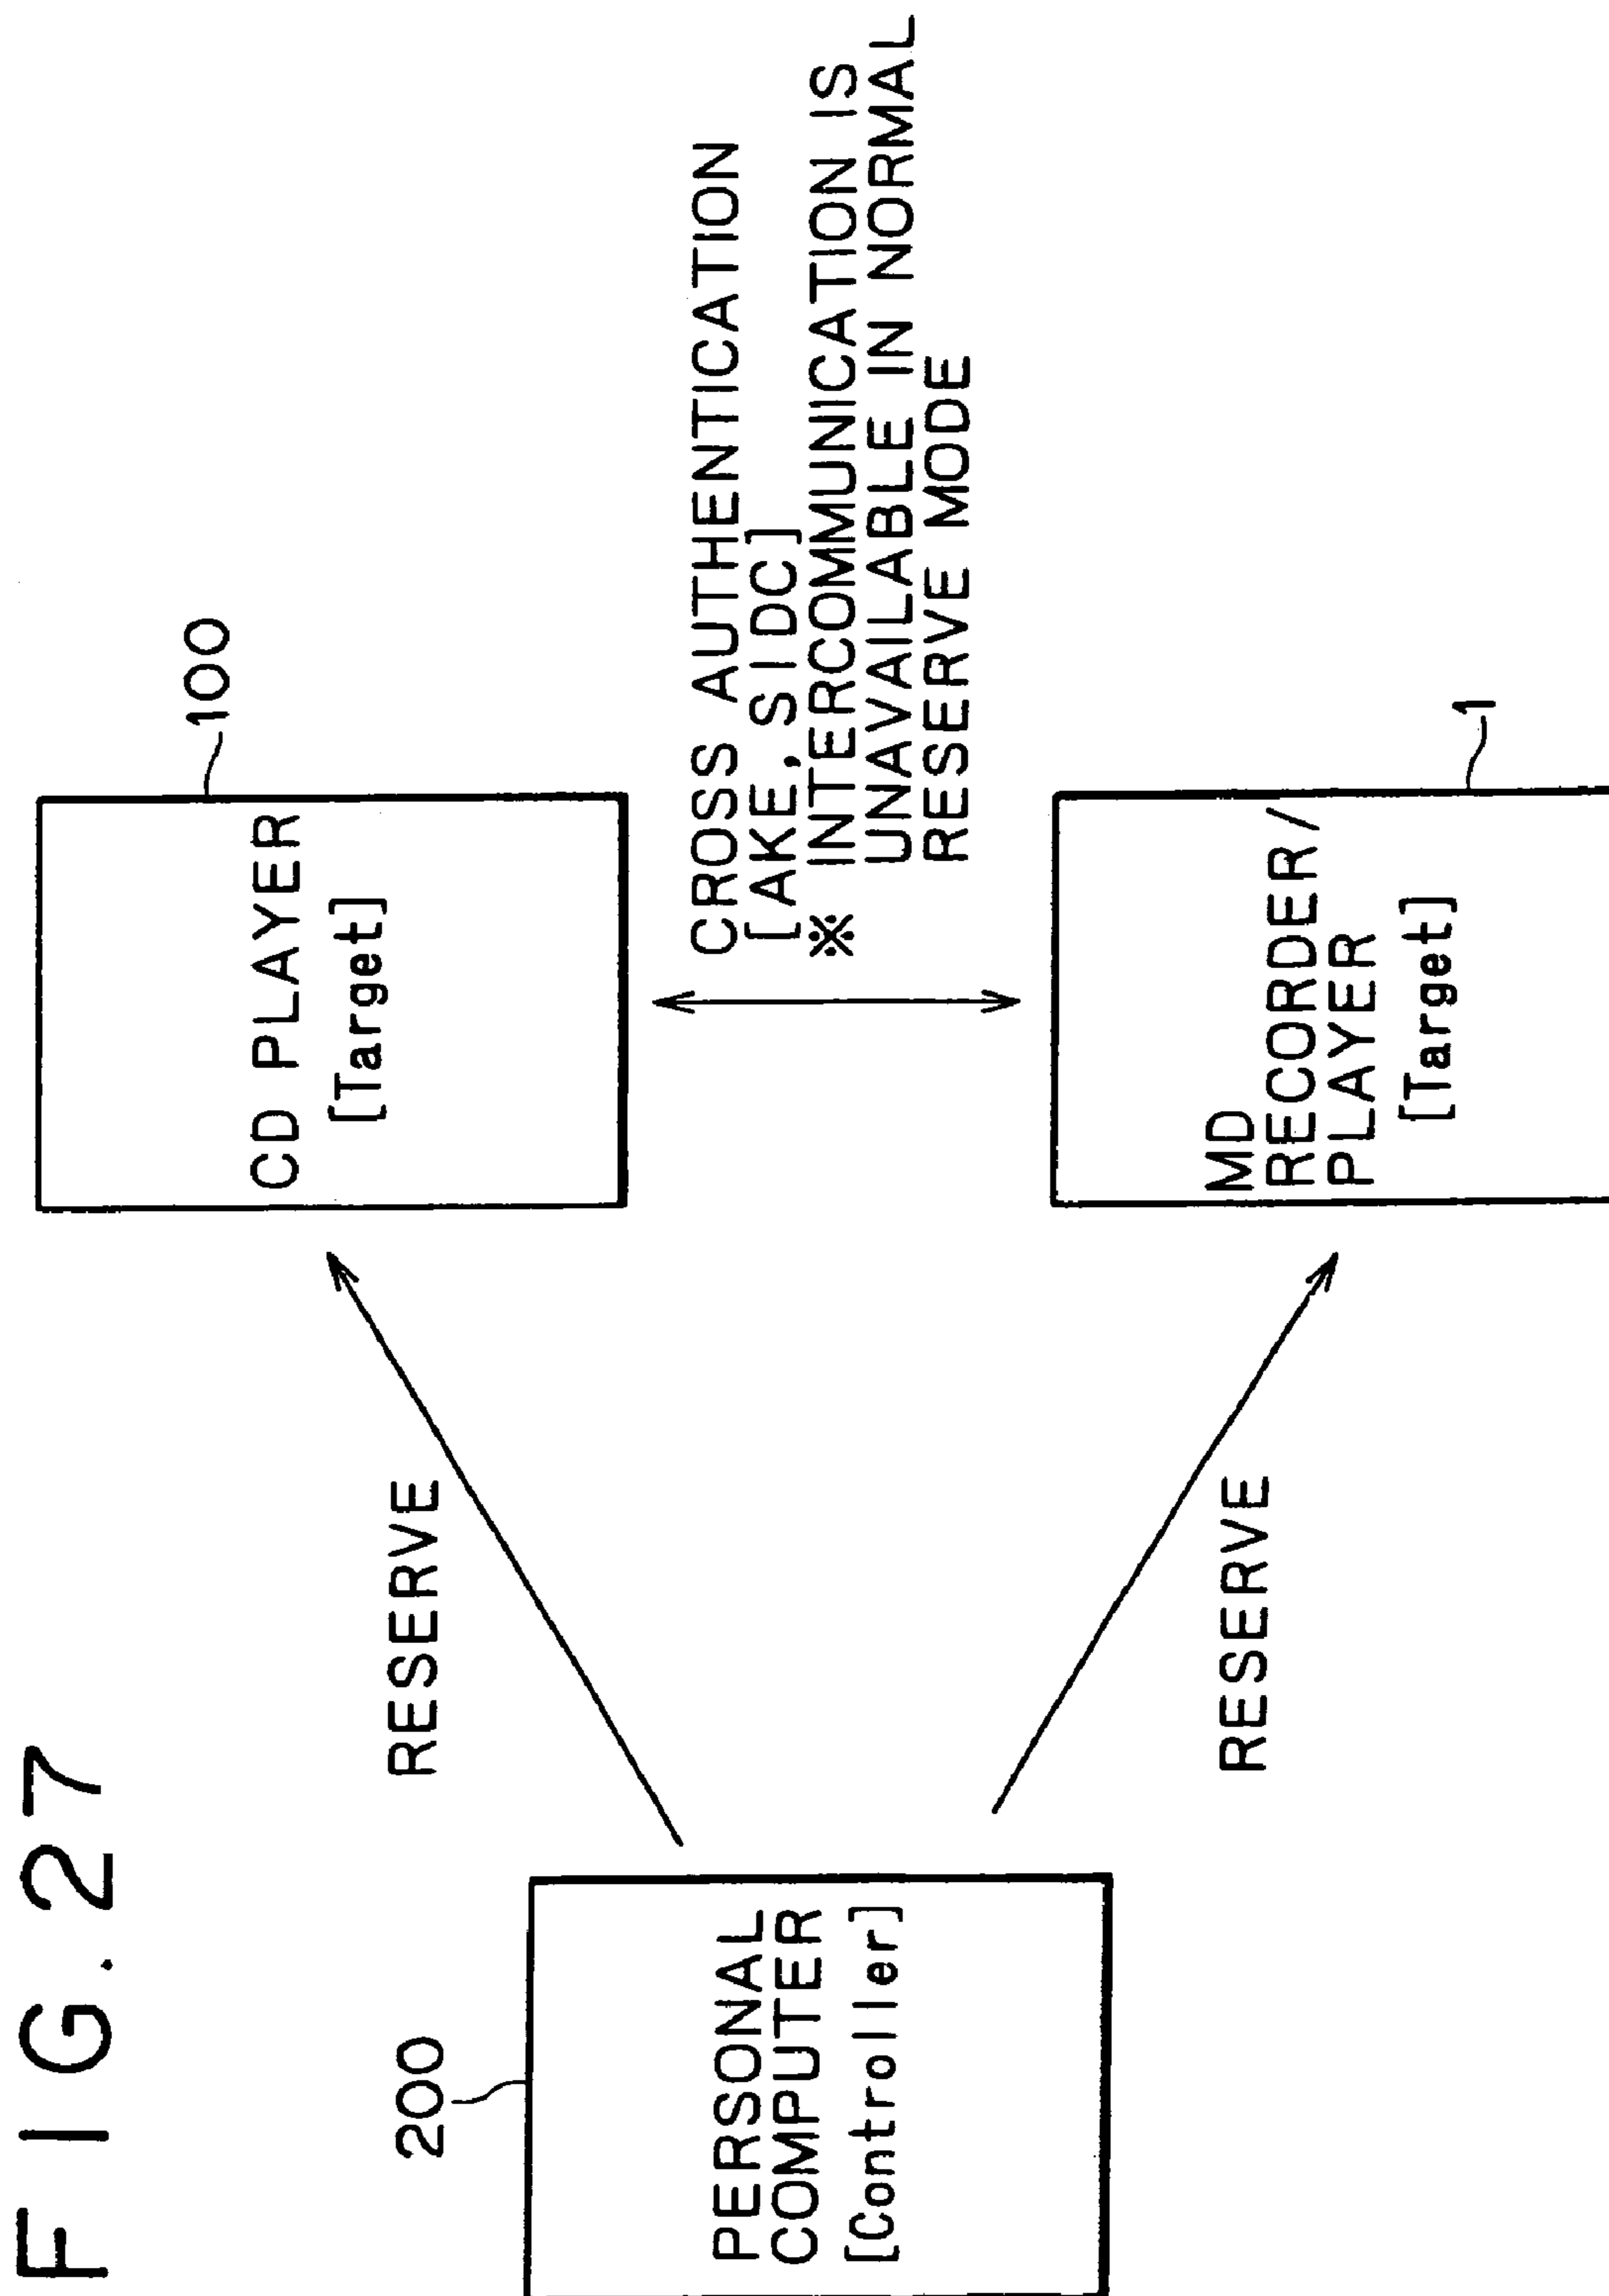 FIG. 27
200
PERSONAL
COMPUTER
[Controller]
RESERVE
RESERVE
100
CD PLAYER
[Target]
CROSS AUTHENTICATION
[AKE, SIDC]
※ INTERCOMMUNICATION IS
UNAVAILABLE IN NORMAL
RESERVE MODE
1
MD
RECORDER/
PLAYER
[Target]